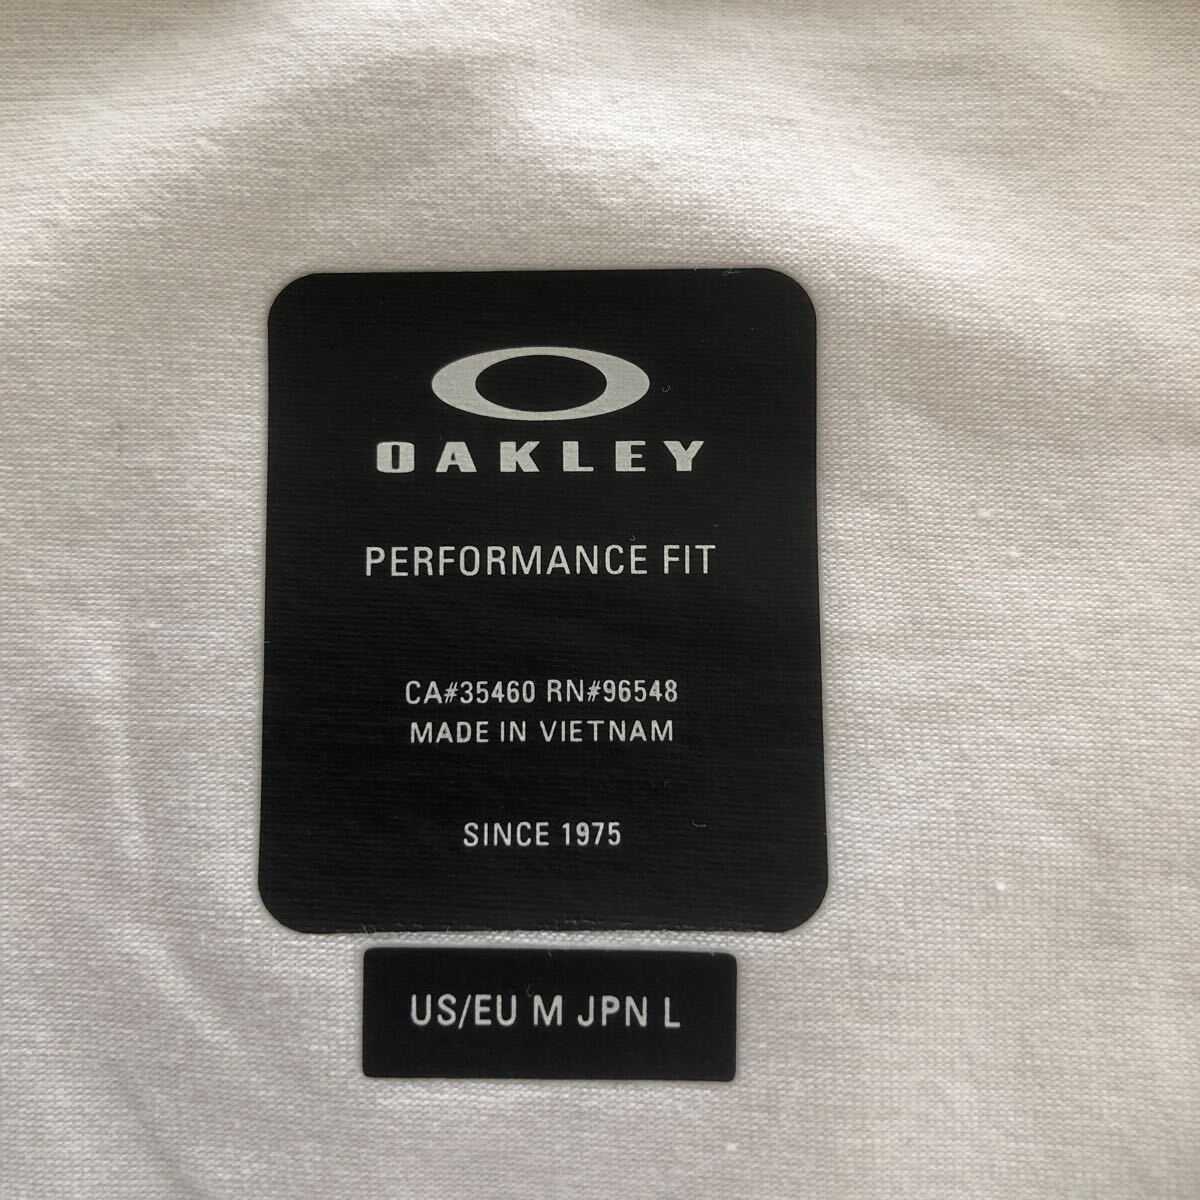 OAKLEY
PERFORMANCE FIT
CA#35460 RN#96548
MADE IN VIETNAM
SINCE 1975
US/EU M JPN L